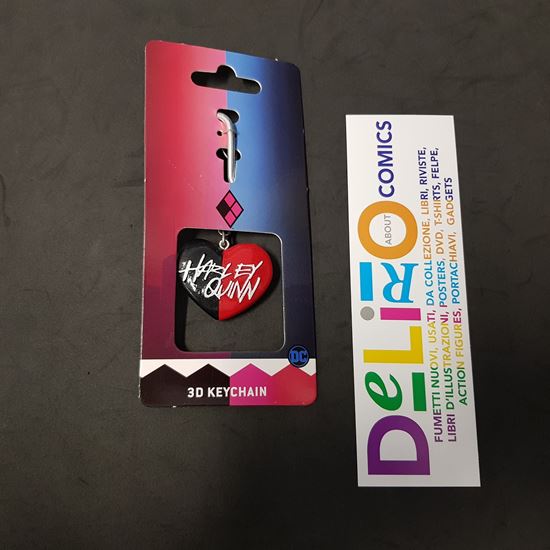 HARLEY
QUINN
DC
3D KEYCHAIN
DeLiRiO
ABOUT
COMICS
FUMETTI NUOVI, USATI, DA COLLEZIONE, LIBRI, RIVISTE,
LIBRI D'ILLUSTRAZIONI, POSTERS, DVD, T-SHIRTS, FELPE,
ACTION FIGURES, PORTACHIAVI, GADGETS